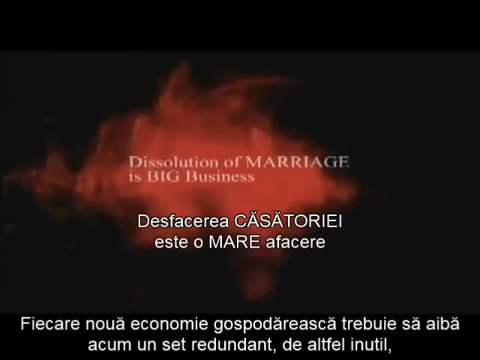 Dissolution of MARRIAGE
is BIG Business
Desfacerea CĂSĂTORIEI
este o MARE afacere
Fiecare nouă economie gospodărească trebuie să aibă
acum un set redundant, de altfel inutil,